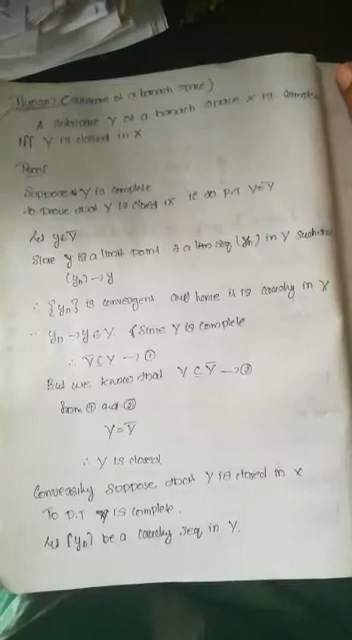 Theorem (Subspace of a banach space)
A subspace Y of a banach space X is complete
iff Y is closed in X
Proof
Suppose Y is complete
To prove that Y is closed ie to P.T Y=Y̅
Let y∈Y̅
Since y is a limit point ∃ a seq (yn) in Y such that
(yn)→y
∴ {yn} is convergent and hence it is cauchy in Y
∴ yn→y∈Y. Since Y is complete
∴ Y̅⊆Y →①
But we know that Y⊆Y̅ →②
from ① and ②
Y=Y̅
∴ Y is closed
Conversily suppose that Y is closed in X
To P.T Y is complete.
Let {yn} be a cauchy seq in Y.